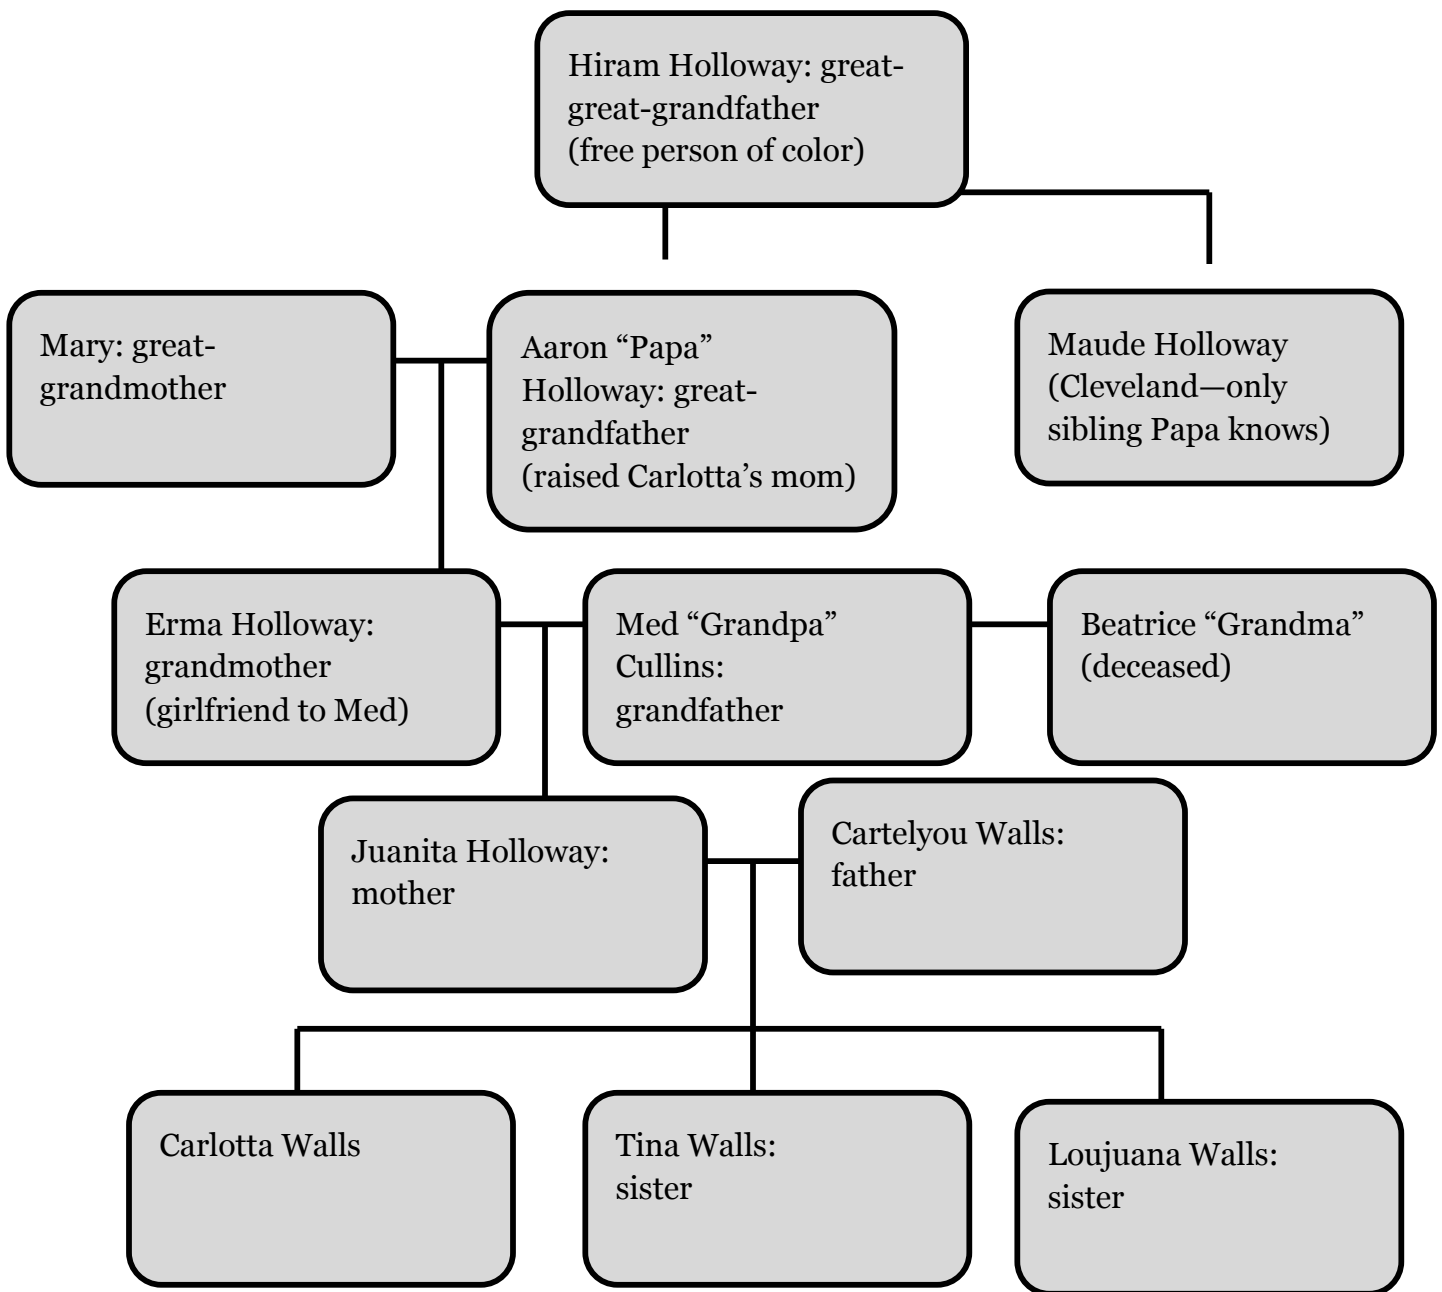 Hiram Holloway: great-
great-grandfather
(free person of color)
Mary: great-
grandmother
Aaron “Papa”
Holloway: great-
grandfather
(raised Carlotta’s mom)
Maude Holloway
(Cleveland—only
sibling Papa knows)
Erma Holloway:
grandmother
(girlfriend to Med)
Med “Grandpa”
Cullins:
grandfather
Beatrice “Grandma”
(deceased)
Juanita Holloway:
mother
Cartelyou Walls:
father
Carlotta Walls
Tina Walls:
sister
Loujuana Walls:
sister